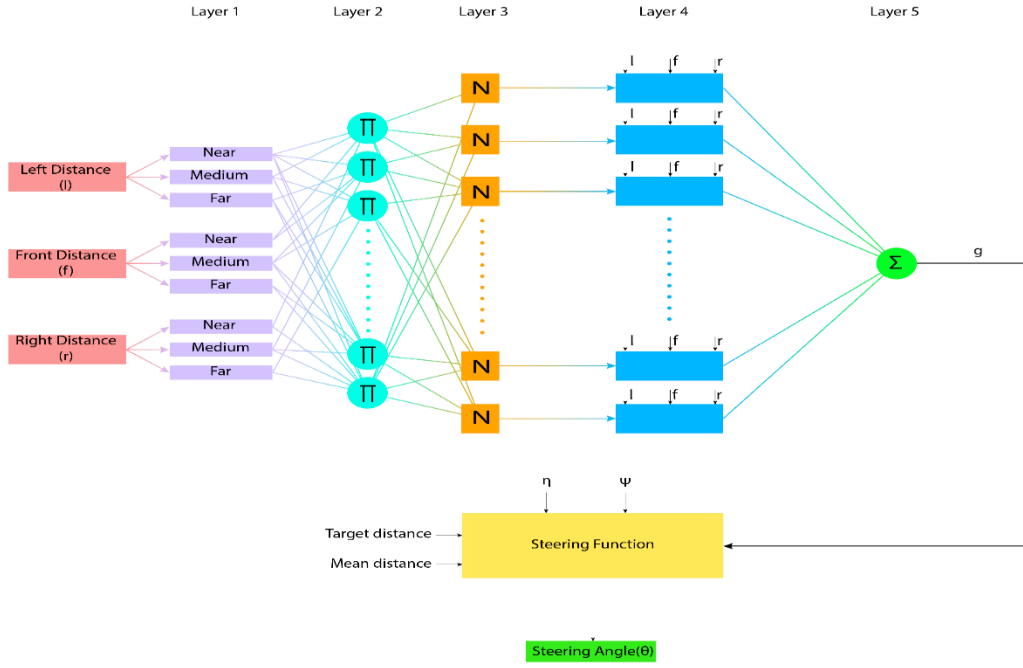 Layer 1 Layer 2 Layer 3 Layer 4 Layer 5
l f r
N
Π
l f r
N
Near
Left Distance
(l)
Medium
Π
Far
l f r
N
Π
Near
Front Distance
(f)
Medium
Far
Σ
g
Near
Right Distance
(r)
Medium
Far
Π
l f r
N
Π
l f r
N
η Ψ
Target distance
Steering Function
Mean distance
Steering Angle(θ)